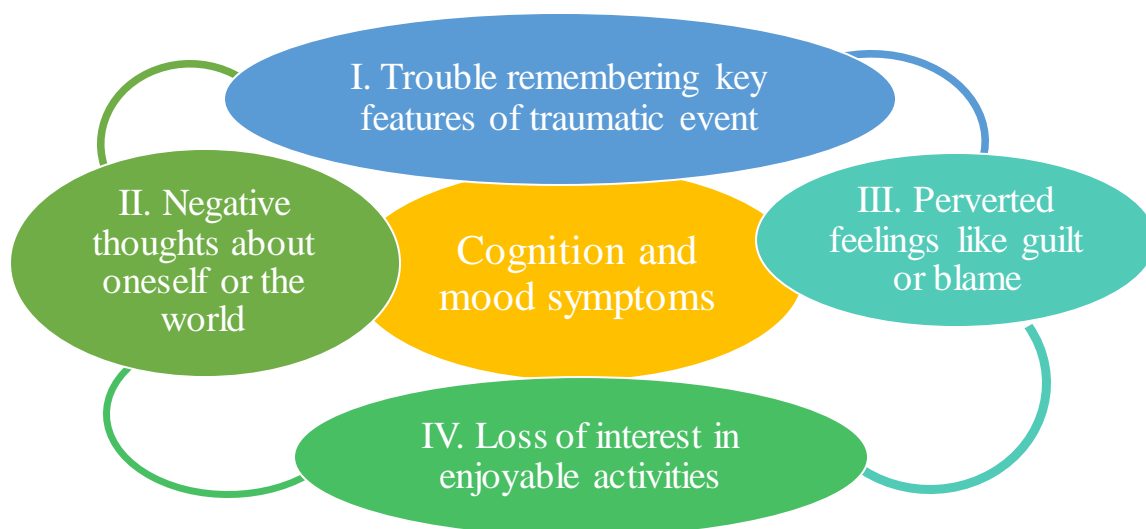 I. Trouble remembering key
features of traumatic event
II. Negative
thoughts about
oneself or the
world
Cognition and
mood symptoms
III. Perverted
feelings like guilt
or blame
IV. Loss of interest in
enjoyable activities